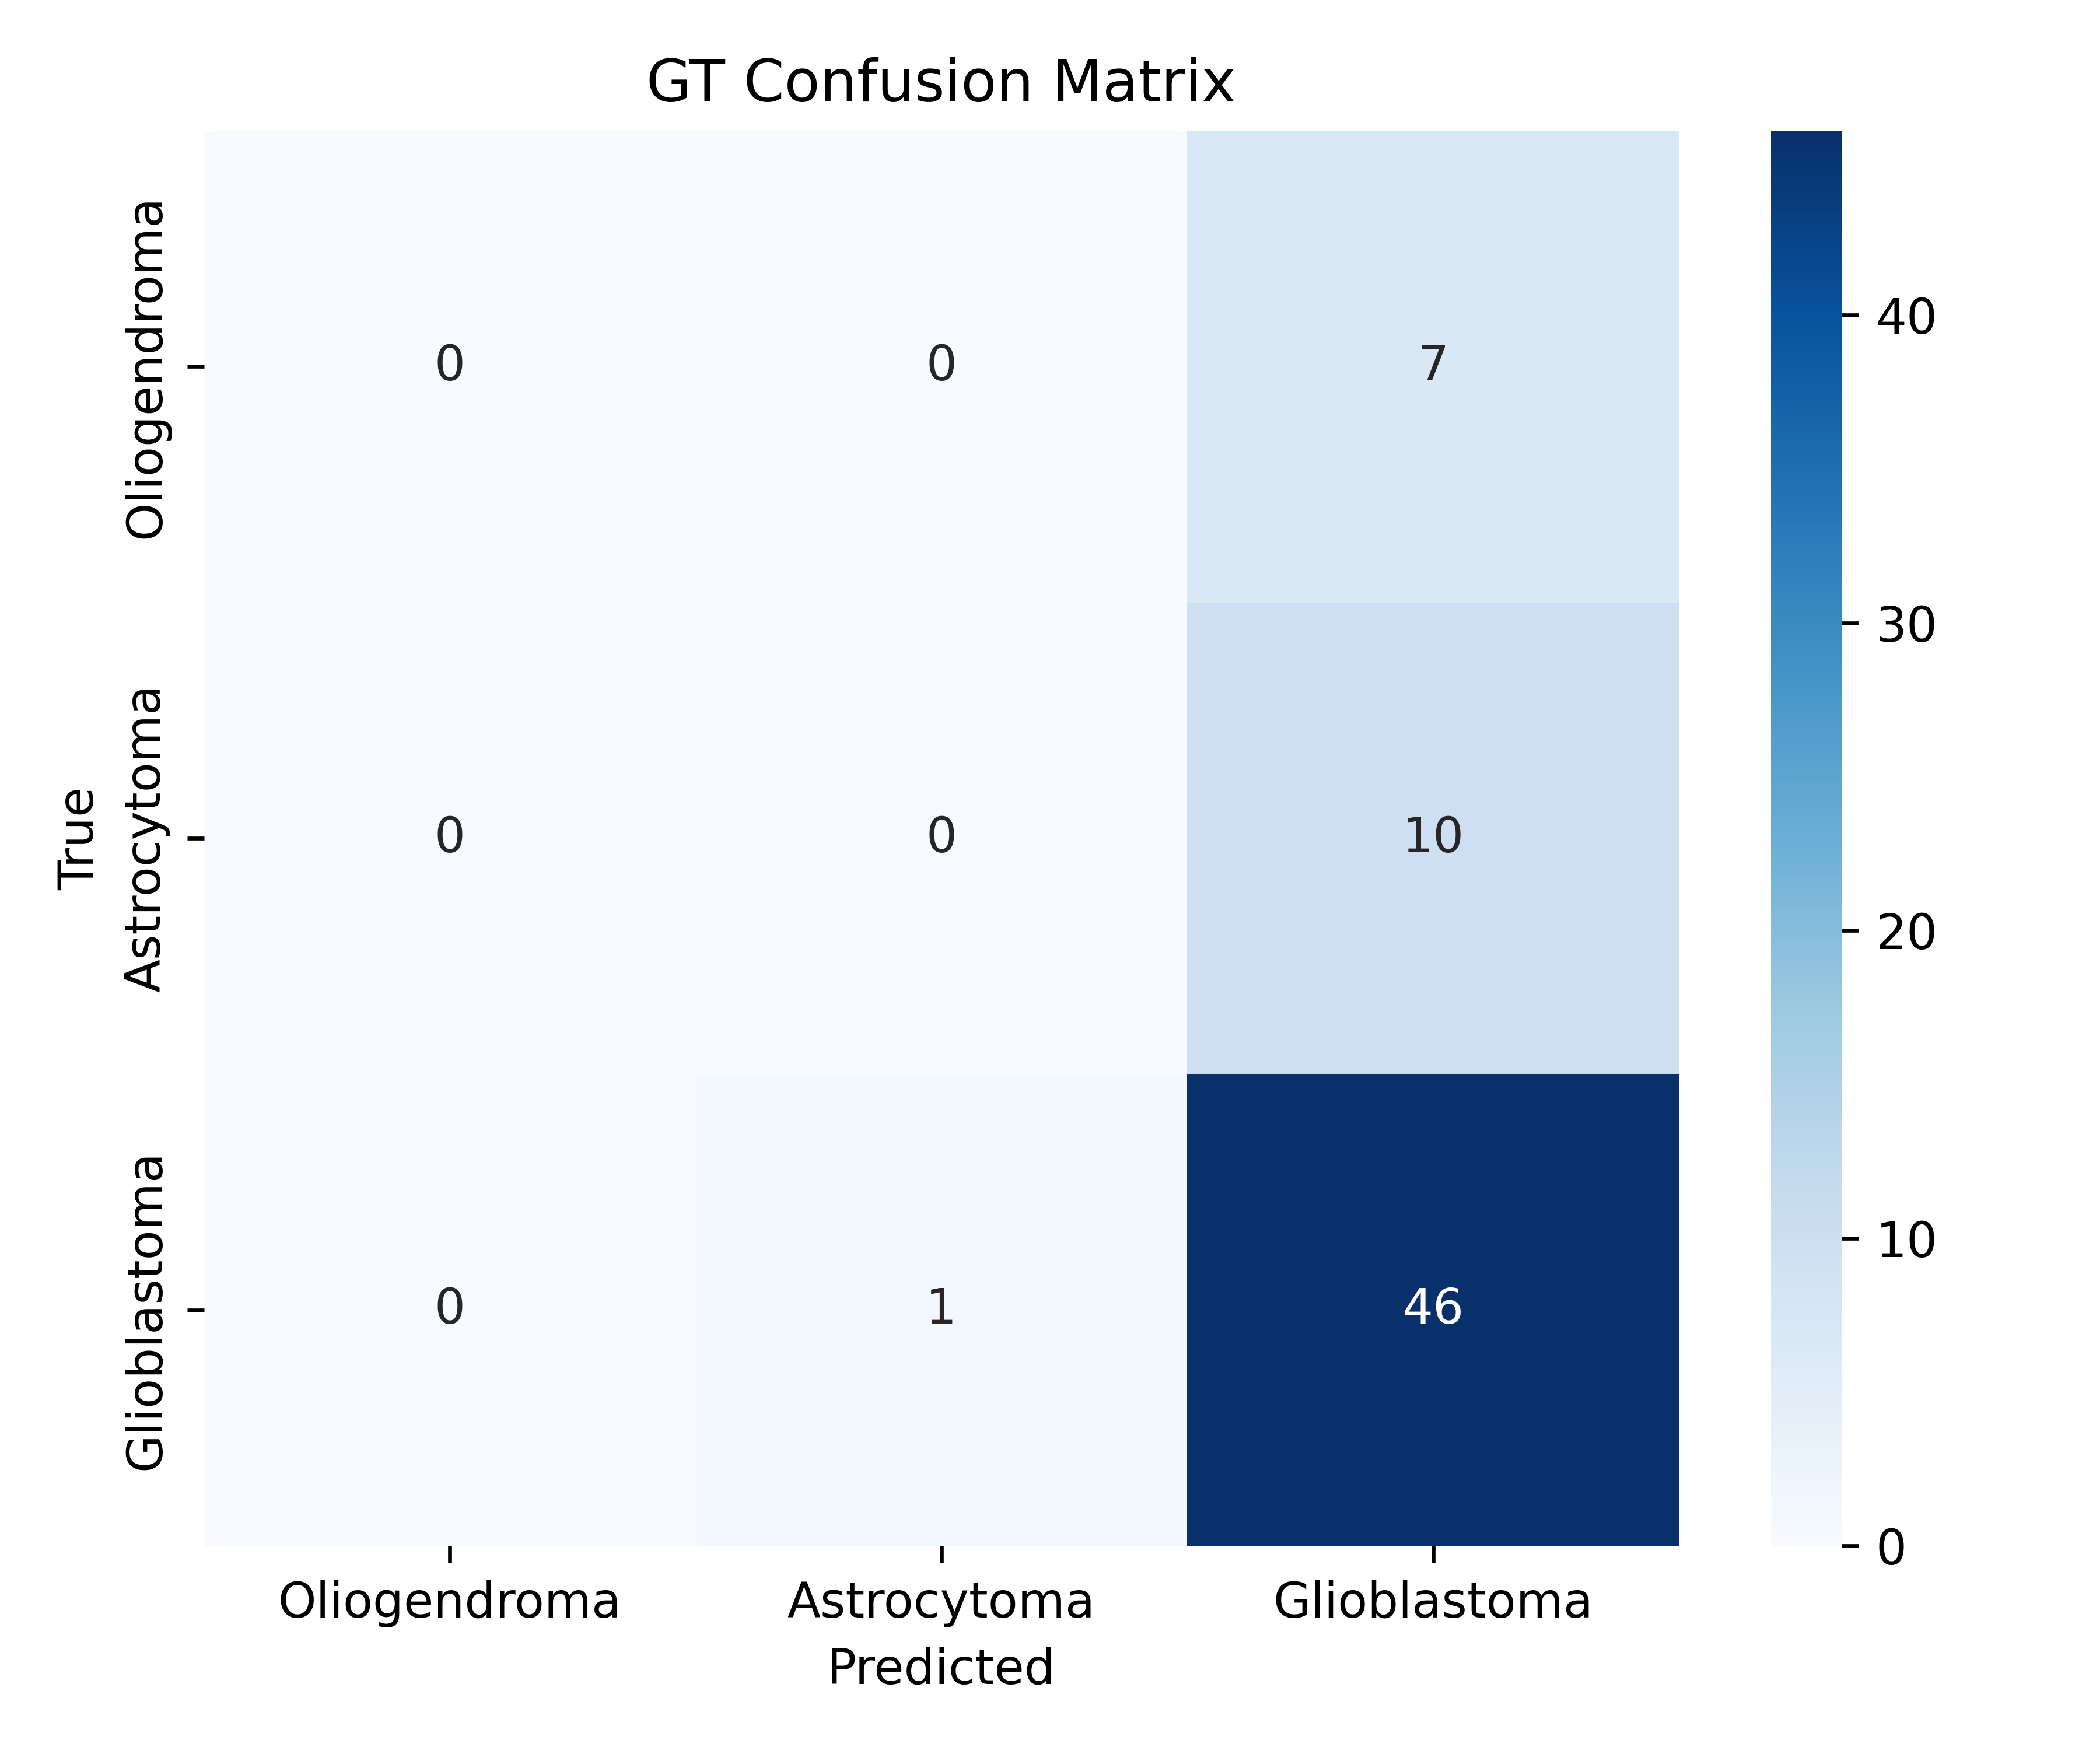 GT Confusion Matrix
True
Oliogendroma
0 0 7
Astrocytoma
0 0 10
Glioblastoma
0 1 46
Oliogendroma Astrocytoma Glioblastoma
Predicted
40
30
20
10
0